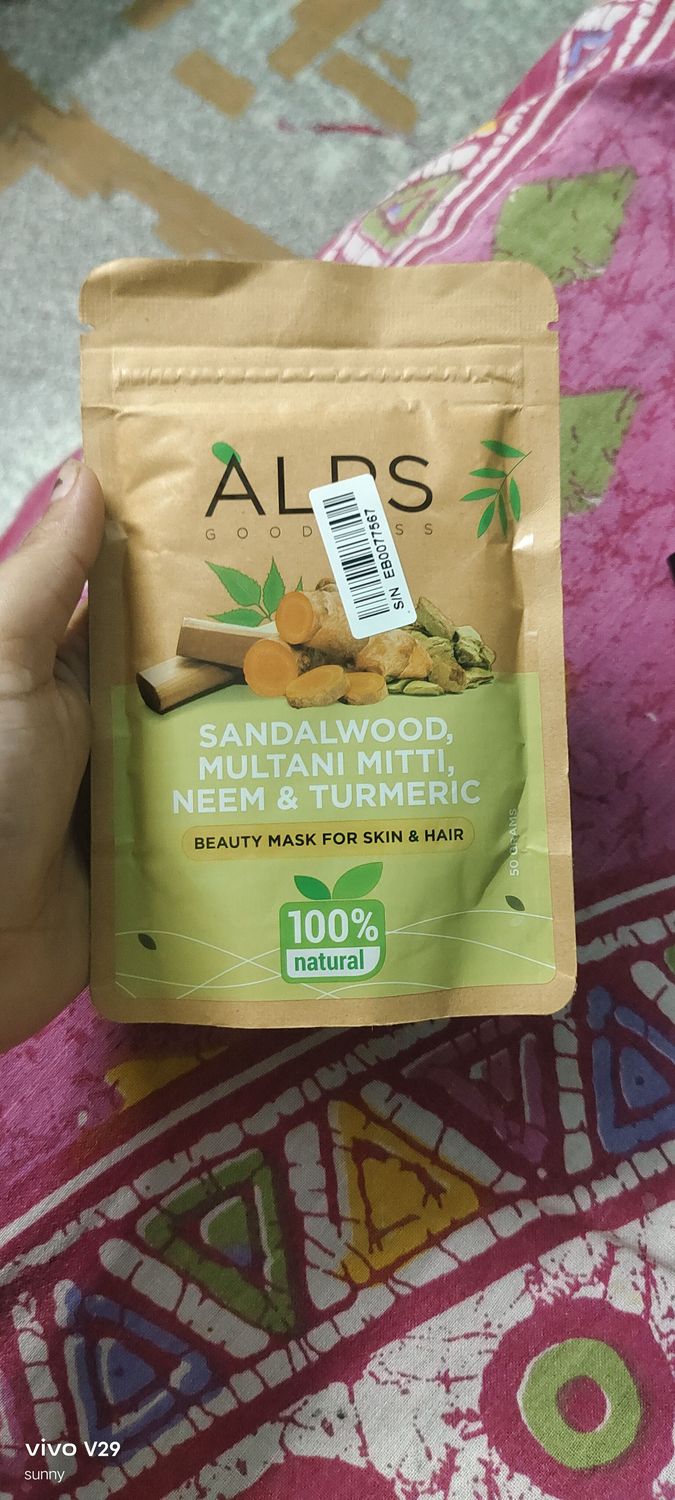 ALPS
GOODNESS
S/N EB0077567
SANDALWOOD,
MULTANI MITTI,
NEEM & TURMERIC
BEAUTY MASK FOR SKIN & HAIR
50 GRAMS
100%
natural
vivo V29
sunny